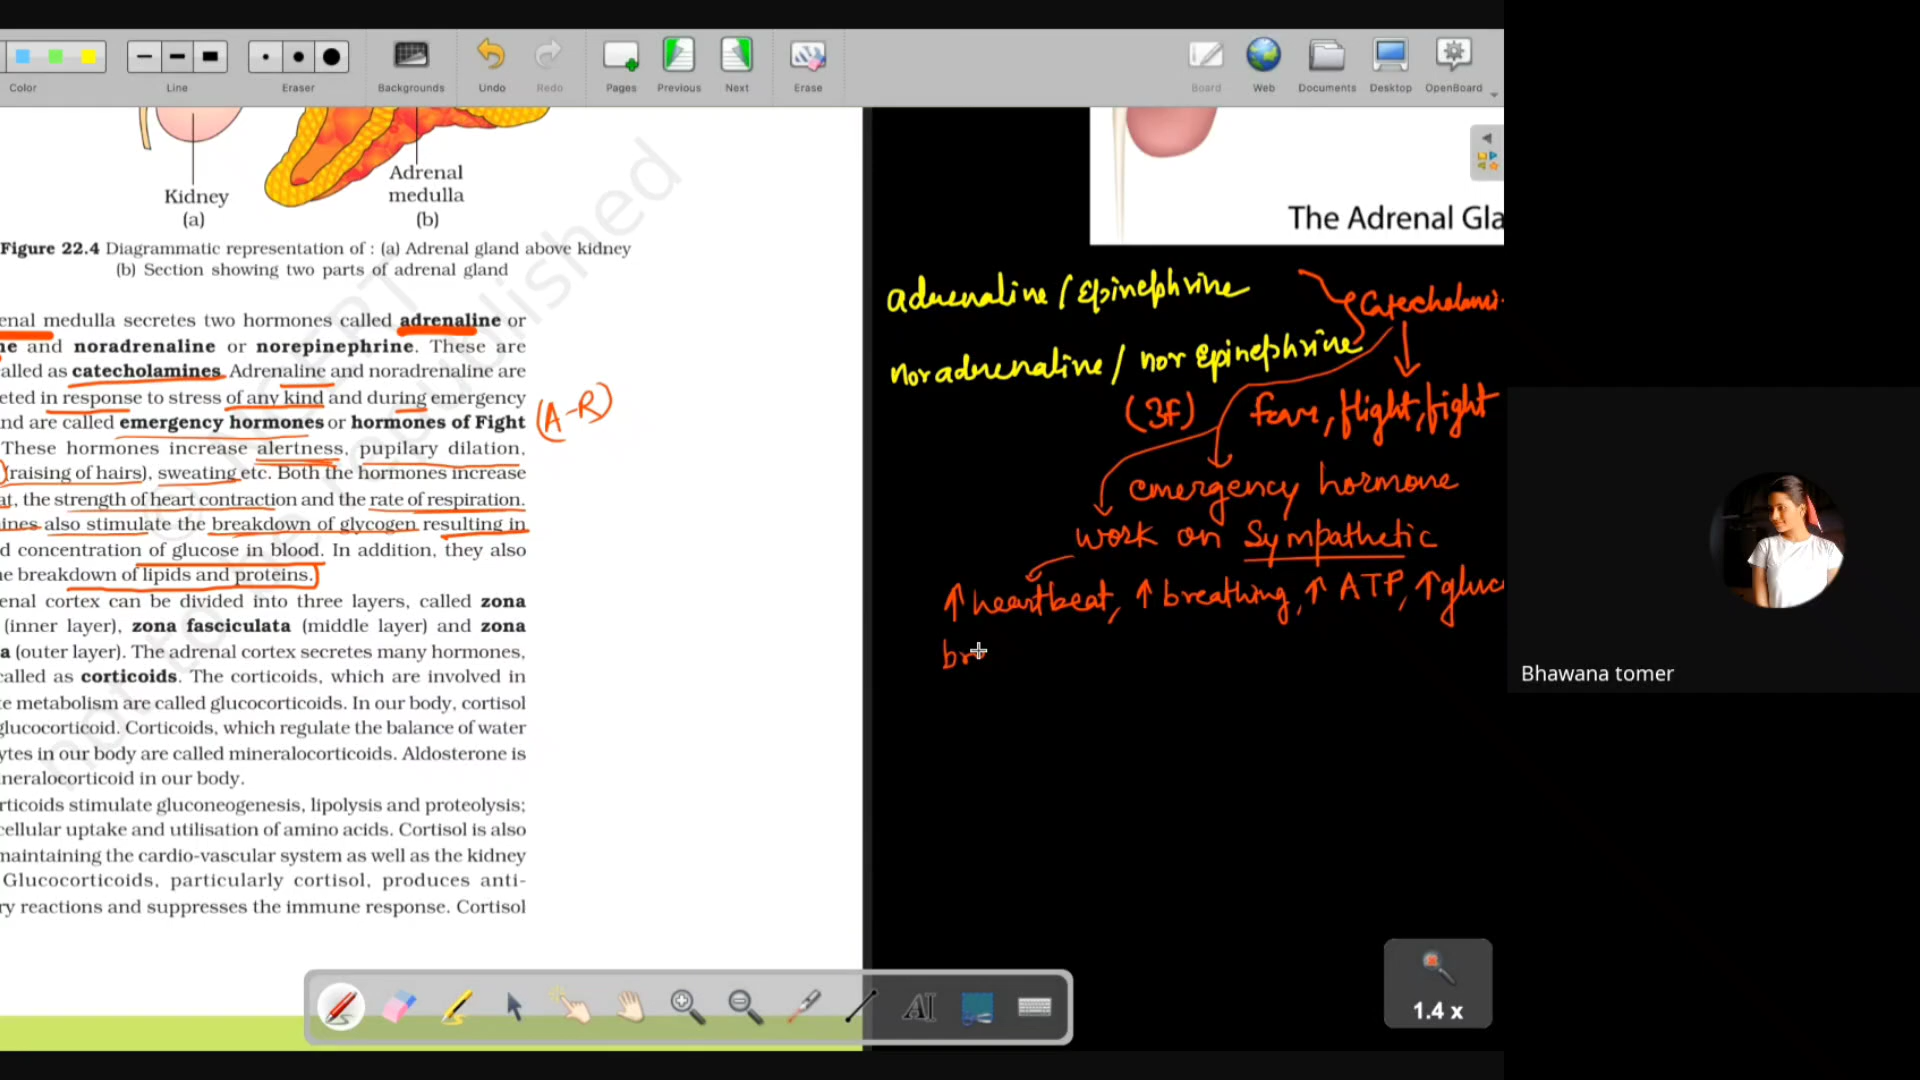 Color
Line
Eraser
Backgrounds
Undo
Redo
Pages
Previous
Next
Erase
Board
Web
Documents
Desktop
OpenBoard
Kidney
(a)
Adrenal
medulla
(b)
Figure 22.4 Diagrammatic representation of : (a) Adrenal gland above kidney
(b) Section showing two parts of adrenal gland
enal medulla secretes two hormones called adrenaline or
ne and noradrenaline or norepinephrine. These are
alled as catecholamines. Adrenaline and noradrenaline are
eted in response to stress of any kind and during emergency
nd are called emergency hormones or hormones of Fight
These hormones increase alertness, pupilary dilation,
(raising of hairs), sweating etc. Both the hormones increase
at, the strength of heart contraction and the rate of respiration.
ines also stimulate the breakdown of glycogen resulting in
d concentration of glucose in blood. In addition, they also
e breakdown of lipids and proteins.
enal cortex can be divided into three layers, called zona
(inner layer), zona fasciculata (middle layer) and zona
a (outer layer). The adrenal cortex secretes many hormones,
called as corticoids. The corticoids, which are involved in
te metabolism are called glucocorticoids. In our body, cortisol
glucocorticoid. Corticoids, which regulate the balance of water
ytes in our body are called mineralocorticoids. Aldosterone is
neralocorticoid in our body.
rticoids stimulate gluconeogenesis, lipolysis and proteolysis;
cellular uptake and utilisation of amino acids. Cortisol is also
maintaining the cardio-vascular system as well as the kidney
Glucocorticoids, particularly cortisol, produces anti-
ry reactions and suppresses the immune response. Cortisol
(A-R)
The Adrenal Gla
adrenaline / Epinephrine
Catecholami
Noradrenaline / nor Epinephrine
(3F) fear, flight, fight
emergency hormone
work on Sympathetic
↑ heartbeat, ↑ breathing, ↑ ATP, ↑ gluc
br
Bhawana tomer
1.4 x